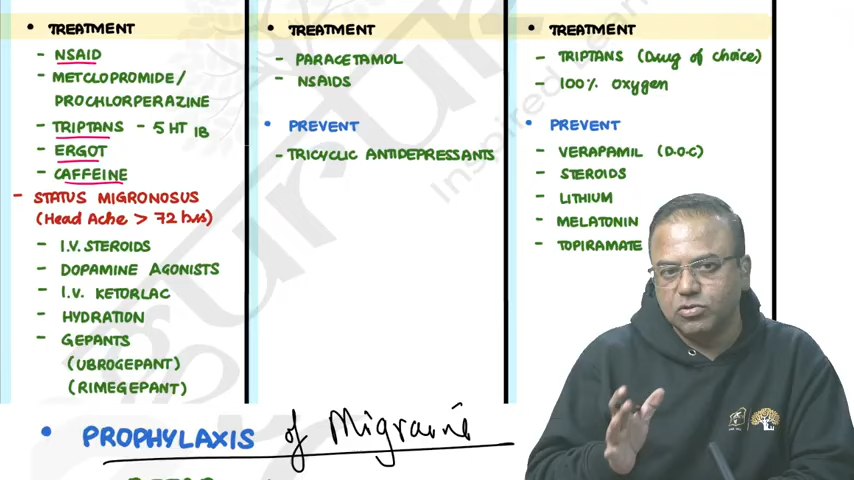 • TREATMENT
- NSAID
- METCLOPROMIDE/
PROCHLORPERAZINE
- TRIPTANS - 5 HT IB
- ERGOT
- CAFFEINE
- STATUS MIGRONOSUS
(Head Ache > 72 hrs)
- I.V. STEROIDS
- DOPAMINE AGONISTS
- I.V. KETORLAC
- HYDRATION
- GEPANTS
(UBROGEPANT)
(RIMEGEPANT)
• TREATMENT
- PARACETAMOL
- NSAIDS
• PREVENT
- TRICYCLIC ANTIDEPRESSANTS
• TREATMENT
- TRIPTANS (Drug of choice)
- 100% oxygen
• PREVENT
- VERAPAMIL (D.O.C)
- STEROIDS
- LITHIUM
- MELATONIN
- TOPIRAMATE
• PROPHYLAXIS of Migraine